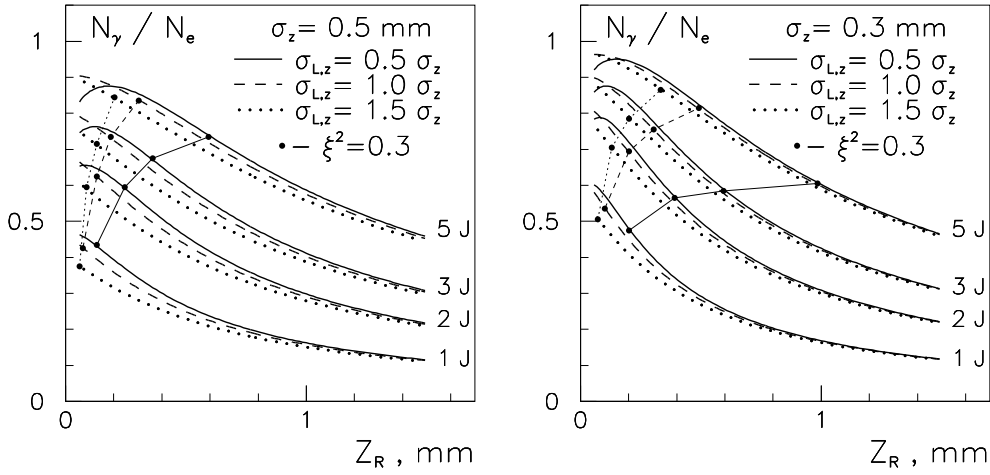 1
0.5
0
0
1
N_γ / N_e
σ_z = 0.5 mm
σ_L,z = 0.5 σ_z
σ_L,z = 1.0 σ_z
σ_L,z = 1.5 σ_z
• – ξ²=0.3
5 J
3 J
2 J
1 J
Z_R , mm
1
0.5
0
0
1
N_γ / N_e
σ_z = 0.3 mm
σ_L,z = 0.5 σ_z
σ_L,z = 1.0 σ_z
σ_L,z = 1.5 σ_z
• – ξ²=0.3
5 J
3 J
2 J
1 J
Z_R , mm